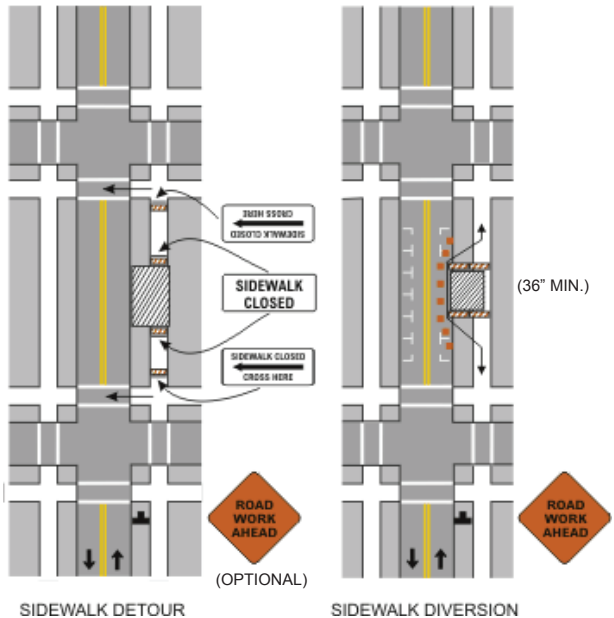 SIDEWALK CLOSED
CROSS HERE
SIDEWALK
CLOSED
SIDEWALK CLOSED
CROSS HERE
(36" MIN.)
ROAD
WORK
AHEAD
(OPTIONAL)
ROAD
WORK
AHEAD
SIDEWALK DETOUR
SIDEWALK DIVERSION